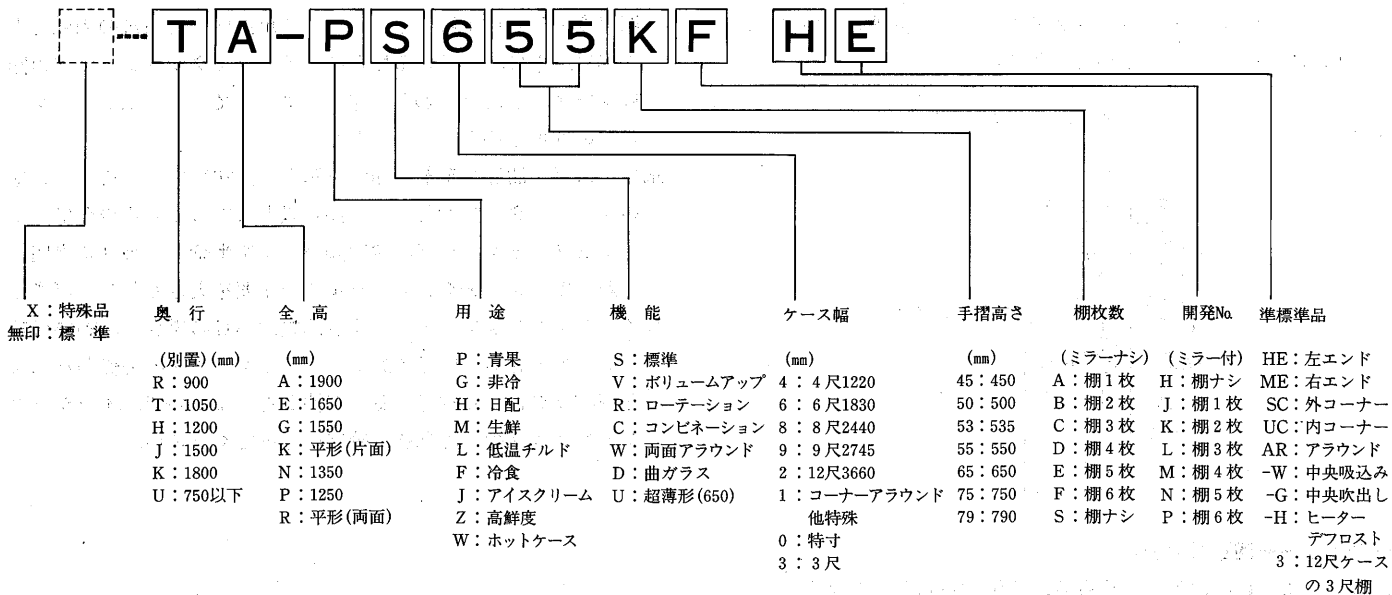 TA-PS655KF HE
X：特殊品
無印：標 準
奥 行
(別置)(mm)
R：900
T：1050
H：1200
J：1500
K：1800
U：750以下
全 高
(mm)
A：1900
E：1650
G：1550
K：平形(片面)
N：1350
P：1250
R：平形(両面)
用 途
P：青果
G：非冷
H：日配
M：生鮮
L：低温チルド
F：冷食
J：アイスクリーム
Z：高鮮度
W：ホットケース
機 能
S：標準
V：ボリュームアップ
R：ローテーション
C：コンビネーション
W：両面アラウンド
D：曲ガラス
U：超薄形(650)
ケース幅
(mm)
4：4尺1220
6：6尺1830
8：8尺2440
9：9尺2745
2：12尺3660
1：コーナーアラウンド
他特殊
0：特寸
3：3尺
手摺高さ
(mm)
45：450
50：500
53：535
55：550
65：650
75：750
79：790
棚枚数
(ミラーナシ)
A：棚1枚
B：棚2枚
C：棚3枚
D：棚4枚
E：棚5枚
F：棚6枚
S：棚ナシ
開発No.
(ミラー付)
H：棚ナシ
J：棚1枚
K：棚2枚
L：棚3枚
M：棚4枚
N：棚5枚
P：棚6枚
準標準品
HE：左エンド
ME：右エンド
SC：外コーナー
UC：内コーナー
AR：アラウンド
-W：中央吸込み
-G：中央吹出し
-H：ヒーター
デフロスト
3：12尺ケース
の3尺棚